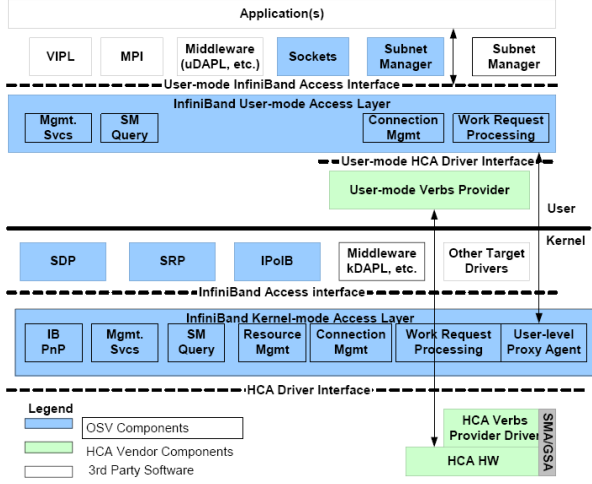 Application(s)
VIPL
MPI
Middleware
(uDAPL, etc.)
Sockets
Subnet
Manager
Subnet
Manager
User-mode InfiniBand Access Interface
InfiniBand User-mode Access Layer
Mgmt.
Svcs
SM
Query
Connection
Mgmt
Work Request
Processing
User-mode HCA Driver Interface
User-mode Verbs Provider
User
Kernel
SDP
SRP
IPoIB
Middleware
kDAPL, etc.
Other Target
Drivers
InfiniBand Access interface
InfiniBand Kernel-mode Access Layer
IB
PnP
Mgmt.
Svcs
SM
Query
Resource
Mgmt
Connection
Mgmt
Work Request
Processing
User-level
Proxy Agent
HCA Driver Interface
Legend
OSV Components
HCA Vendor Components
3rd Party Software
HCA Verbs
Provider Driver
SMA/GSA
HCA HW